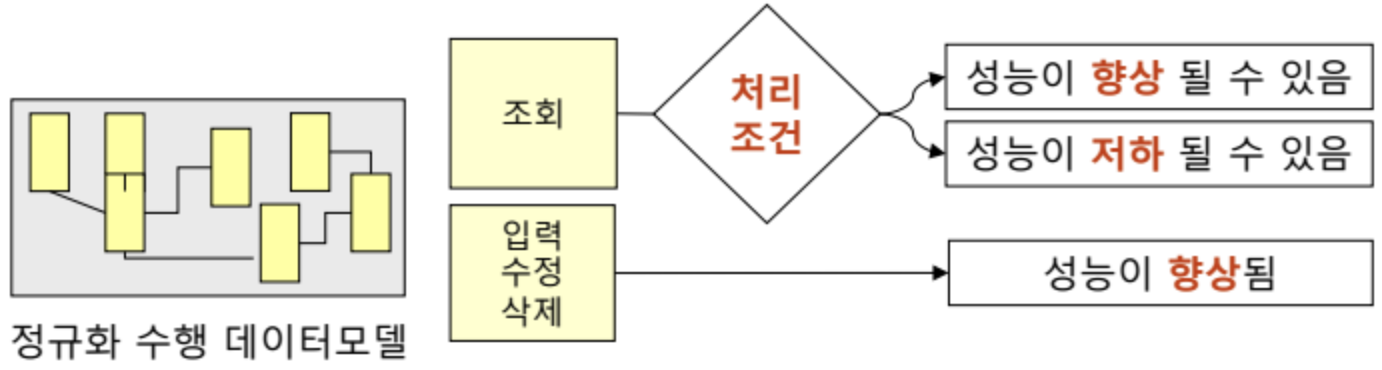 정규화 수행 데이터모델
조회
처리
조건
성능이 향상 될 수 있음
성능이 저하 될 수 있음
입력
수정
삭제
성능이 향상됨